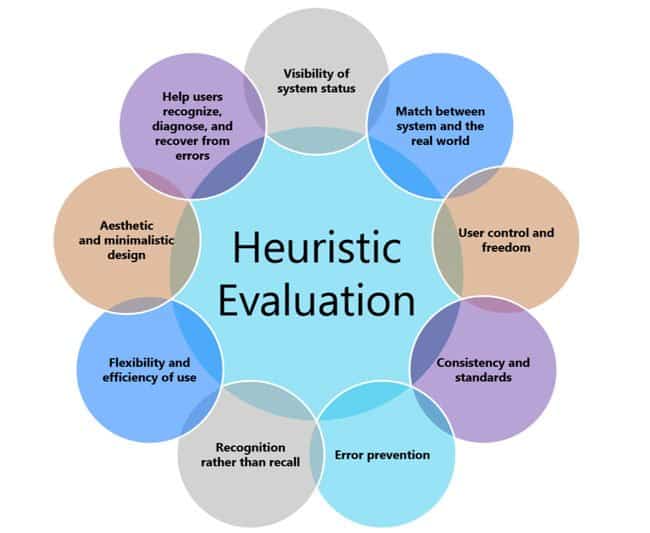 Heuristic
Evaluation
Visibility of
system status
Match between
system and the
real world
User control and
freedom
Consistency and
standards
Error prevention
Recognition
rather than recall
Flexibility and
efficiency of use
Aesthetic
and minimalistic
design
Help users
recognize,
diagnose, and
recover from
errors